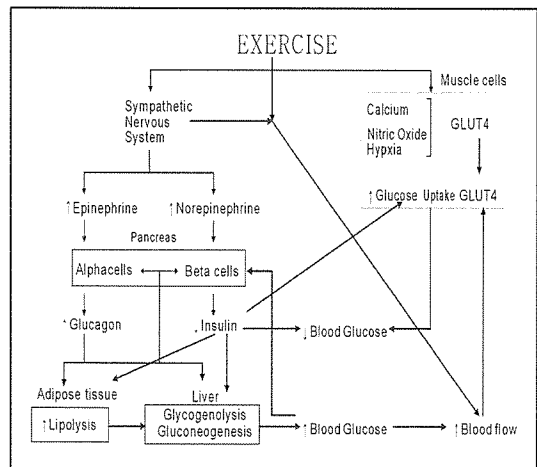 EXERCISE
Muscle cells
Sympathetic
Nervous
System
Calcium
Nitric Oxide
Hypxia
GLUT4
↑Glucose Uptake GLUT4
↑Epinephrine
↑Norepinephrine
Pancreas
Alphacells
Beta cells
Glucagon
Insulin
↓Blood Glucose
Adipose tissue
Liver
↑Lipolysis
Glycogenolysis
Gluconeogenesis
↑Blood Glucose
↑Blood flow